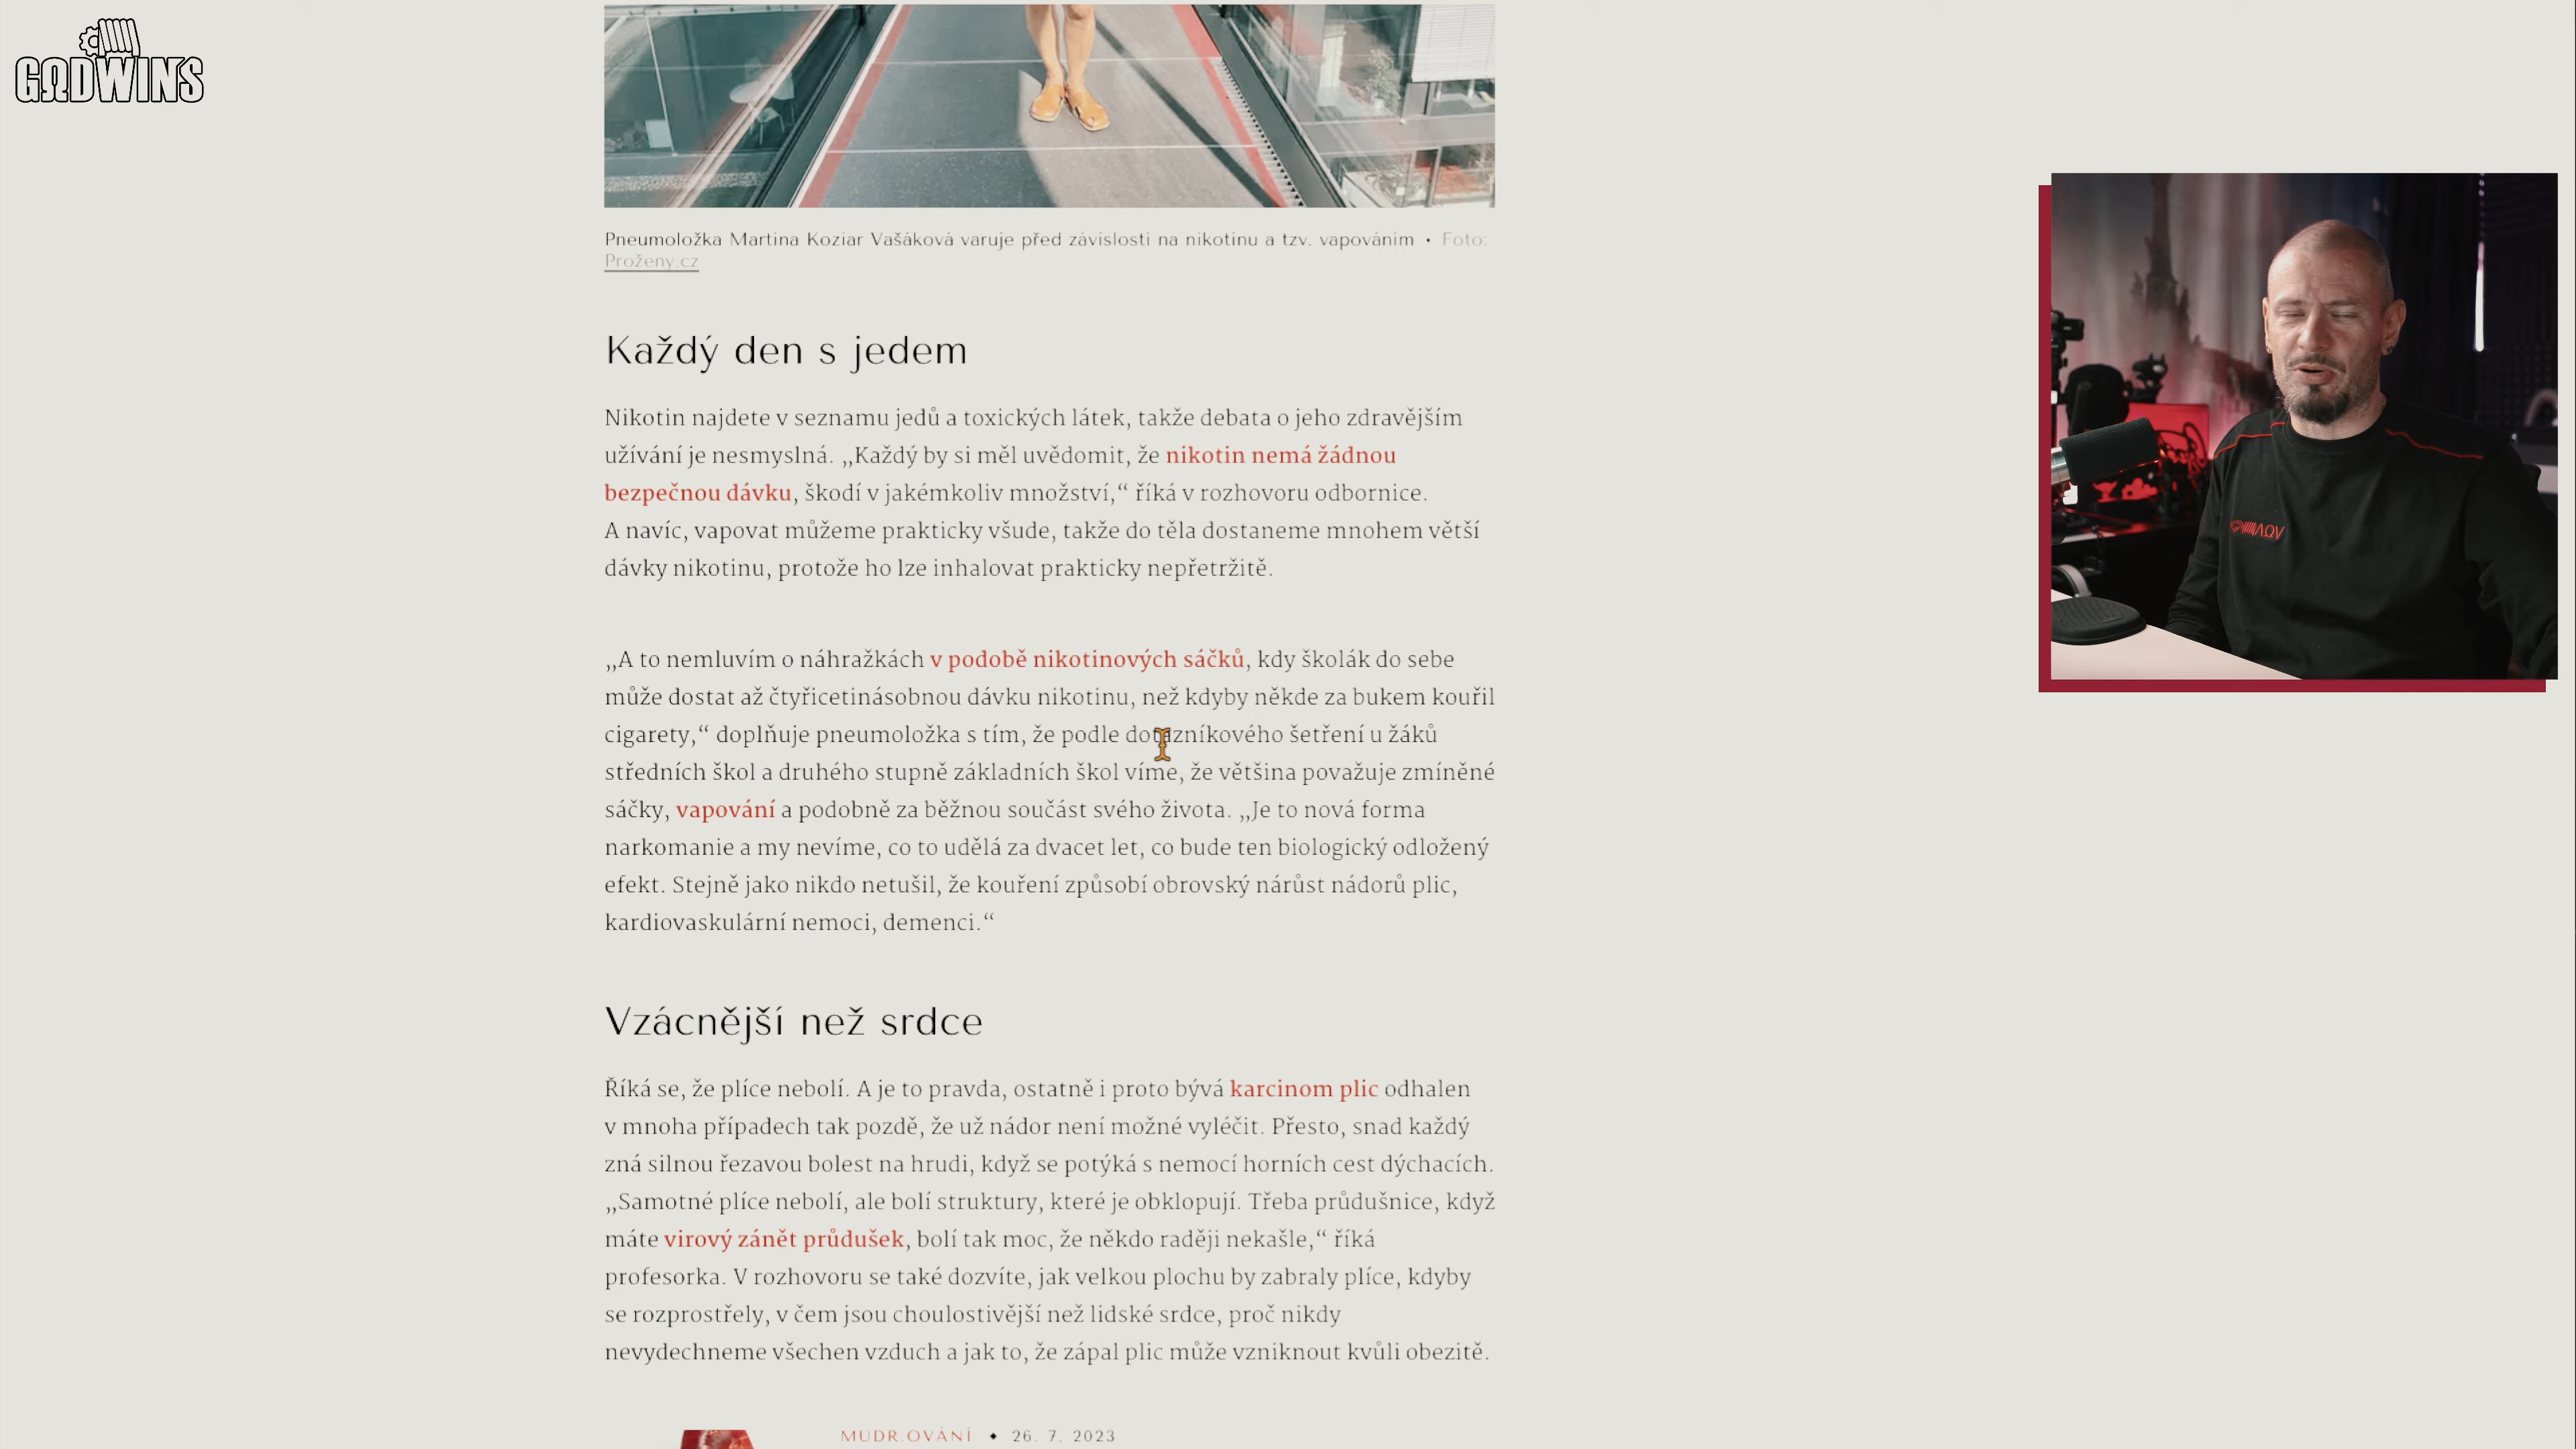 GΩDWINS
Pneumoložka Martina Koziar Vašáková varuje před závislostí na nikotinu a tzv. vapováním • Foto:
Proženy.cz
Každý den s jedem
Nikotin najdete v seznamu jedů a toxických látek, takže debata o jeho zdravějším
užívání je nesmyslná. „Každý by si měl uvědomit, že nikotin nemá žádnou
bezpečnou dávku, škodí v jakémkoliv množství,“ říká v rozhovoru odbornice.
A navíc, vapovat můžeme prakticky všude, takže do těla dostaneme mnohem větší
dávky nikotinu, protože ho lze inhalovat prakticky nepřetržitě.
„A to nemluvím o náhražkách v podobě nikotinových sáčků, kdy školák do sebe
může dostat až čtyřicetinásobnou dávku nikotinu, než kdyby někde za bukem kouřil
cigarety,“ doplňuje pneumoložka s tím, že podle dotazníkového šetření u žáků
středních škol a druhého stupně základních škol víme, že většina považuje zmíněné
sáčky, vapování a podobně za běžnou součást svého života. „Je to nová forma
narkomanie a my nevíme, co to udělá za dvacet let, co bude ten biologický odložený
efekt. Stejně jako nikdo netušil, že kouření způsobí obrovský nárůst nádorů plic,
kardiovaskulární nemoci, demenci.“
Vzácnější než srdce
Říká se, že plíce nebolí. A je to pravda, ostatně i proto bývá karcinom plic odhalen
v mnoha případech tak pozdě, že už nádor není možné vyléčit. Přesto, snad každý
zná silnou řezavou bolest na hrudi, když se potýká s nemocí horních cest dýchacích.
„Samotné plíce nebolí, ale bolí struktury, které je obklopují. Třeba průdušnice, když
máte virový zánět průdušek, bolí tak moc, že někdo raději nekašle,“ říká
profesorka. V rozhovoru se také dozvíte, jak velkou plochu by zabraly plíce, kdyby
se rozprostřely, v čem jsou choulostivější než lidské srdce, proč nikdy
nevydechneme všechen vzduch a jak to, že zápal plic může vzniknout kvůli obezitě.
MUDR.OVÁNÍ ◆ 26. 7. 2023